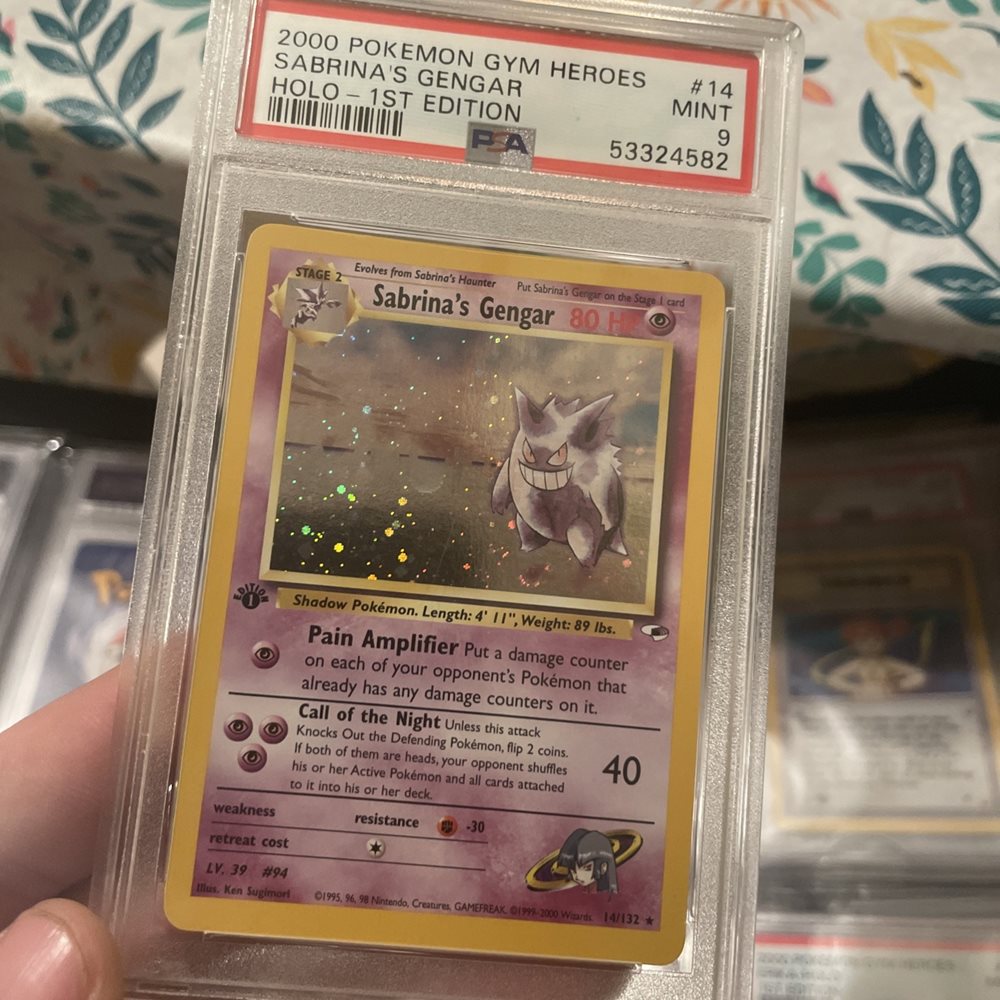 2000 POKEMON GYM HEROES #14
SABRINA'S GENGAR MINT
HOLO - 1ST EDITION 9
PSA 53324582
STAGE 2 Evolves from Sabrina's Haunter Put Sabrina's Gengar on the Stage 1 card
Sabrina's Gengar 80 HP
EDITION 1
Shadow Pokémon. Length: 4' 11", Weight: 89 lbs.
Pain Amplifier Put a damage counter
on each of your opponent's Pokémon that
already has any damage counters on it.
Call of the Night Unless this attack
Knocks Out the Defending Pokémon, flip 2 coins.
If both of them are heads, your opponent shuffles
his or her Active Pokémon and all cards attached
to it into his or her deck.
40
weakness
resistance -30
retreat cost
LV. 39 #94
Illus. Ken Sugimori
©1995, 96, 98 Nintendo, Creatures, GAMEFREAK. ©1999-2000 Wizards. 14/132